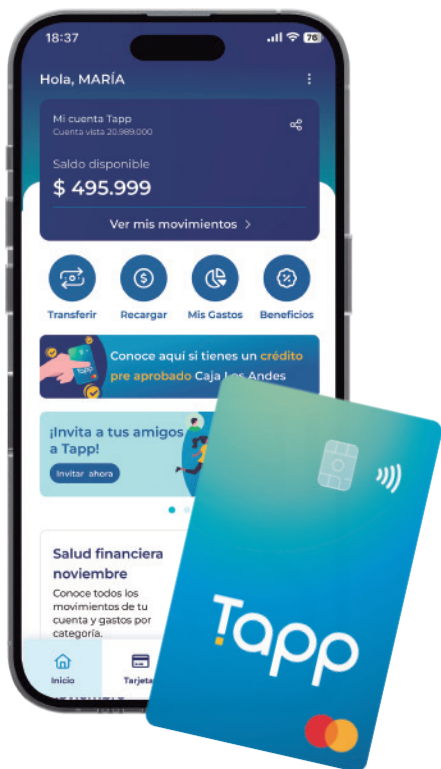 18:37
76
Hola, MARÍA
Mi cuenta Tapp
Cuenta vista 20.989.000
Saldo disponible
$ 495.999
Ver mis movimientos >
Transferir Recargar Mis Gastos Beneficios
Conoce aquí si tienes un crédito
pre aprobado Caja Los Andes
¡Invita a tus amigos
a Tapp!
Invitar ahora
Salud financiera
noviembre
Conoce todos los
movimientos de tu
cuenta y gastos por
categoría.
Inicio Tarjeta
Tapp